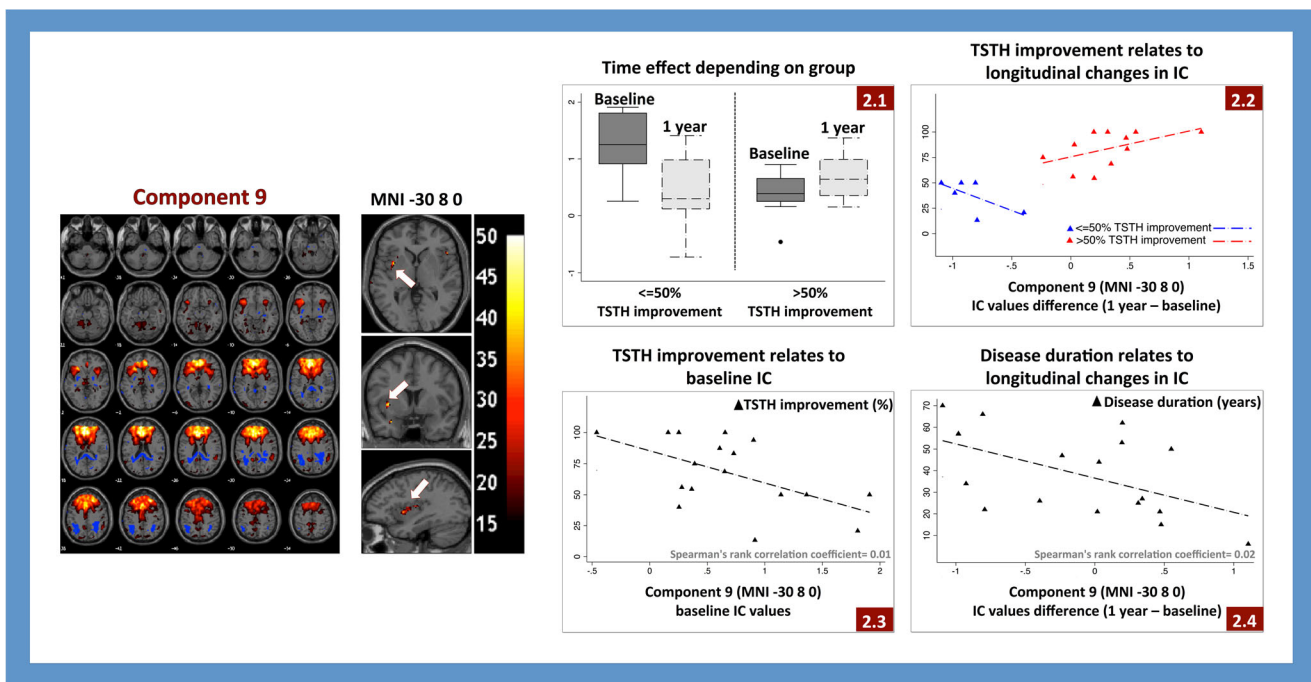 Component 9
MNI -30 8 0
50
45
40
35
30
25
20
15
Time effect depending on group
2.1
Baseline
1 year
Baseline
1 year
2
1
0
-1
<=50%
TSTH improvement
>50%
TSTH improvement
TSTH improvement relates to
longitudinal changes in IC
2.2
100
75
50
25
0
<=50% TSTH improvement
>50% TSTH improvement
-1
-.5
0
.5
1
1.5
Component 9 (MNI -30 8 0)
IC values difference (1 year – baseline)
TSTH improvement relates to
baseline IC
TSTH improvement (%)
100
75
50
25
0
Spearman's rank correlation coefficient= 0.01
-.5
0
.5
1
1.5
2
Component 9 (MNI -30 8 0)
baseline IC values
2.3
Disease duration relates to
longitudinal changes in IC
Disease duration (years)
70
60
50
40
30
20
10
Spearman's rank correlation coefficient= 0.02
-1
-.5
0
.5
1
Component 9 (MNI -30 8 0)
IC values difference (1 year – baseline)
2.4